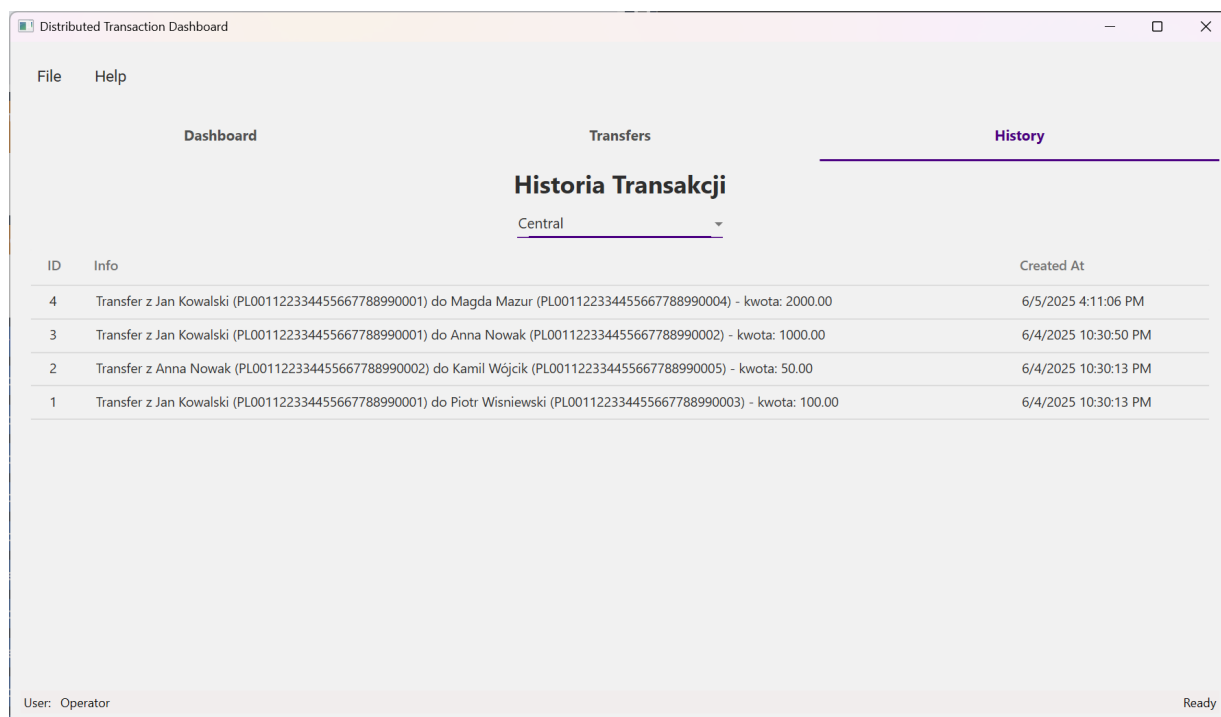 Distributed Transaction Dashboard
File Help
Dashboard Transfers History
Historia Transakcji
Central
ID Info Created At
4 Transfer z Jan Kowalski (PL001122334455667788990001) do Magda Mazur (PL001122334455667788990004) - kwota: 2000.00 6/5/2025 4:11:06 PM
3 Transfer z Jan Kowalski (PL001122334455667788990001) do Anna Nowak (PL001122334455667788990002) - kwota: 1000.00 6/4/2025 10:30:50 PM
2 Transfer z Anna Nowak (PL001122334455667788990002) do Kamil Wójcik (PL001122334455667788990005) - kwota: 50.00 6/4/2025 10:30:13 PM
1 Transfer z Jan Kowalski (PL001122334455667788990001) do Piotr Wisniewski (PL001122334455667788990003) - kwota: 100.00 6/4/2025 10:30:13 PM
User: Operator Ready